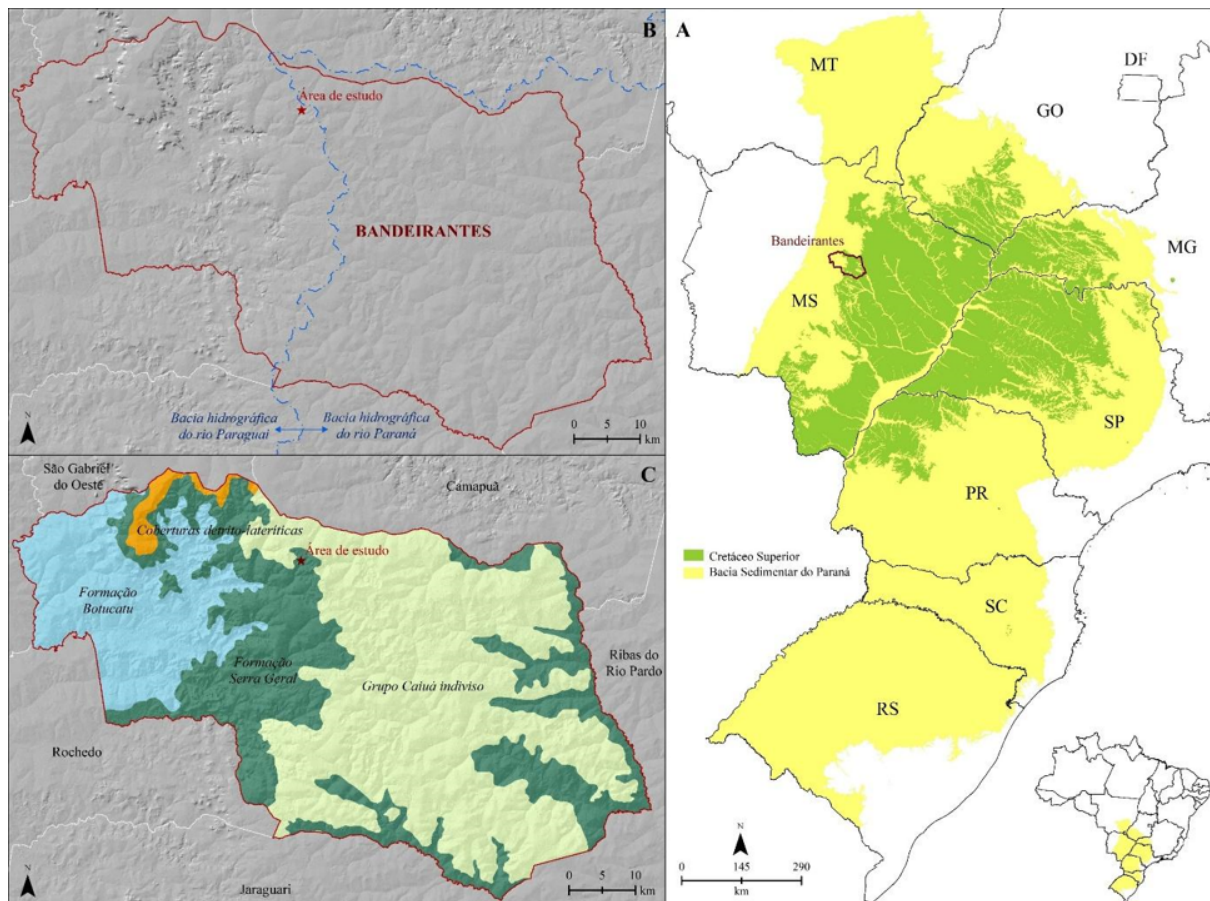 B
Área de estudo
BANDEIRANTES
Bacia hidrográfica
do rio Paraguai
Bacia hidrográfica
do rio Paraná
N
0 5 10
km
C
São Gabriel
do Oeste
Camapuã
Coberturas detrito-lateríticas
Área de estudo
Formação
Botucatu
Formação
Serra Geral
Grupo Caiuá indiviso
Ribas do
Rio Pardo
Rochedo
Jaraguari
N
0 5 10
km
A
MT
DF
GO
MG
Bandeirantes
MS
SP
PR
Cretáceo Superior
Bacia Sedimentar do Paraná
SC
RS
N
0 145 290
km